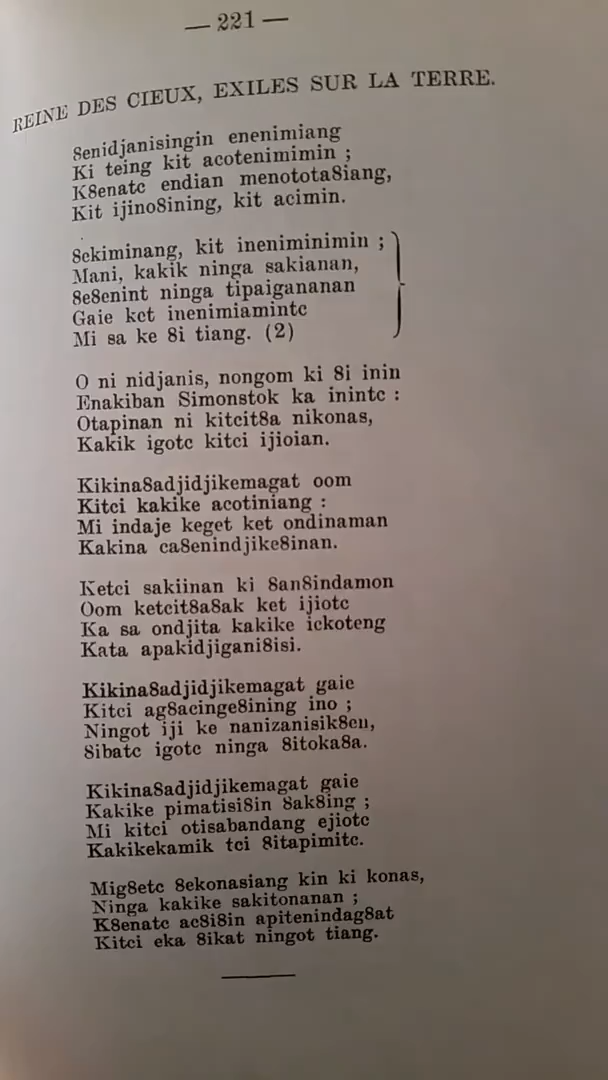 — 221 —
REINE DES CIEUX, EXILES SUR LA TERRE.
8enidjanisingin enenimiang
Ki teing kit acotenimimin ;
K8enatc endian menotota8iang,
Kit ijino8ining, kit acimin.
8ekiminang, kit ineniminimin ;
Mani, kakik ninga sakianan,
8e8enint ninga tipaigananan
Gaie ket inenimiamintc
Mi sa ke 8i tiang. (2)
O ni nidjanis, nongom ki 8i inin
Enakiban Simonstok ka inintc :
Otapinan ni kitcit8a nikonas,
Kakik igotc kitci ijioian.
Kikina8adjidjikemagat oom
Kitci kakike acotiniang :
Mi indaje keget ket ondinaman
Kakina ca8enindjike8inan.
Ketci sakiinan ki 8an8indamon
Oom ketcit8a8ak ket ijiotc
Ka sa ondjita kakike ickoteng
Kata apakidjigani8isi.
Kikina8adjidjikemagat gaie
Kitci ag8acinge8ining ino ;
Ningot iji ke nanizanisik8en,
8ibatc igotc ninga 8itoka8a.
Kikina8adjidjikemagat gaie
Kakike pimatisi8in 8ak8ing ;
Mi kitci otisabandang ejiotc
Kakikekamik tci 8itapimitc.
Mig8etc 8ekonasiang kin ki konas,
Ninga kakike sakitonanan ;
K8enatc ac8i8in apitenindag8at
Kitci eka 8ikat ningot tiang.